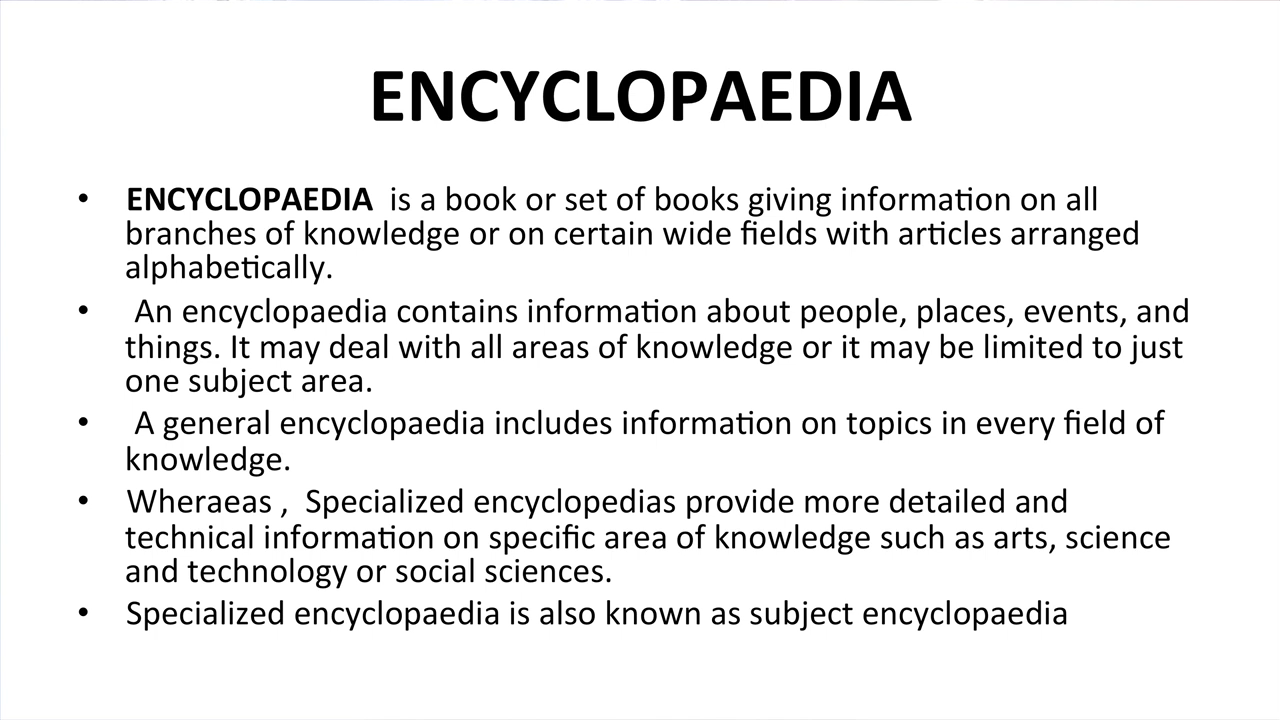 ENCYCLOPAEDIA
• ENCYCLOPAEDIA is a book or set of books giving information on all
branches of knowledge or on certain wide fields with articles arranged
alphabetically.
• An encyclopaedia contains information about people, places, events, and
things. It may deal with all areas of knowledge or it may be limited to just
one subject area.
• A general encyclopaedia includes information on topics in every field of
knowledge.
• Wheraeas , Specialized encyclopedias provide more detailed and
technical information on specific area of knowledge such as arts, science
and technology or social sciences.
• Specialized encyclopaedia is also known as subject encyclopaedia